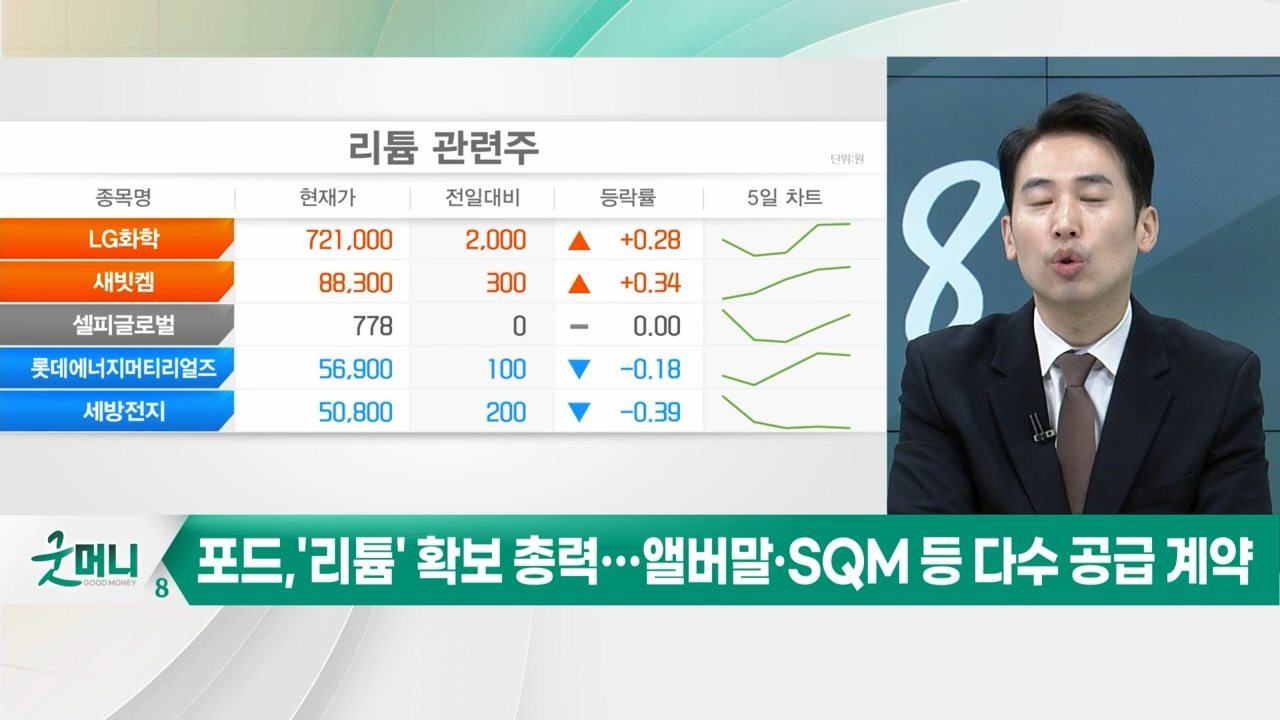 리튬 관련주
단위:원
종목명 현재가 전일대비 등락률 5일 차트
LG화학 721,000 2,000 ▲ +0.28
새빗켐 88,300 300 ▲ +0.34
셀피글로벌 778 0 − 0.00
롯데에너지머티리얼즈 56,900 100 ▼ −0.18
세방전지 50,800 200 ▼ −0.39
8
굿머니
GOOD MONEY
8
포드, '리튬' 확보 총력…앨버말·SQM 등 다수 공급 계약